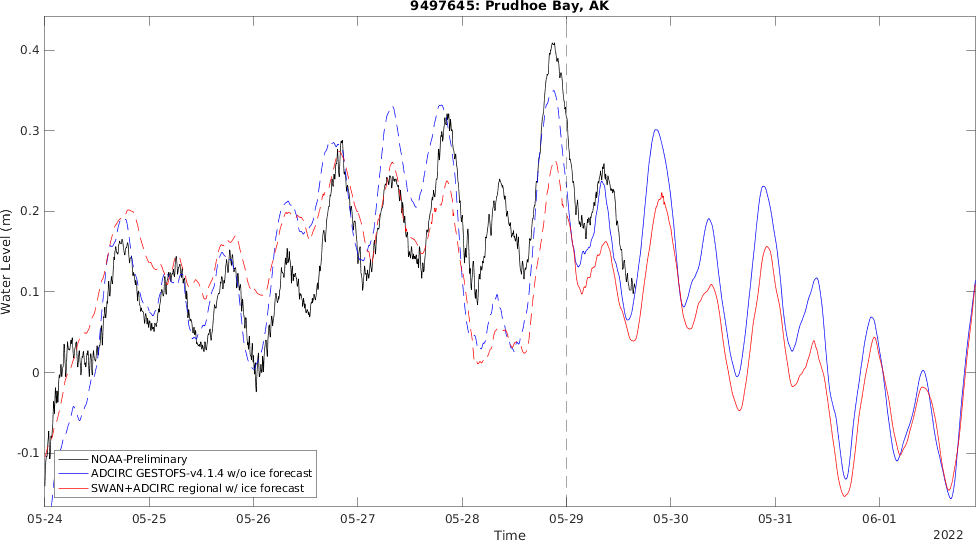 9497645: Prudhoe Bay, AK
Water Level (m)
0.4
0.3
0.2
0.1
0
-0.1
NOAA-Preliminary
ADCIRC GESTOFS-v4.1.4 w/o ice forecast
SWAN+ADCIRC regional w/ ice forecast
05-24 05-25 05-26 05-27 05-28 05-29 05-30 05-31 06-01
Time
2022